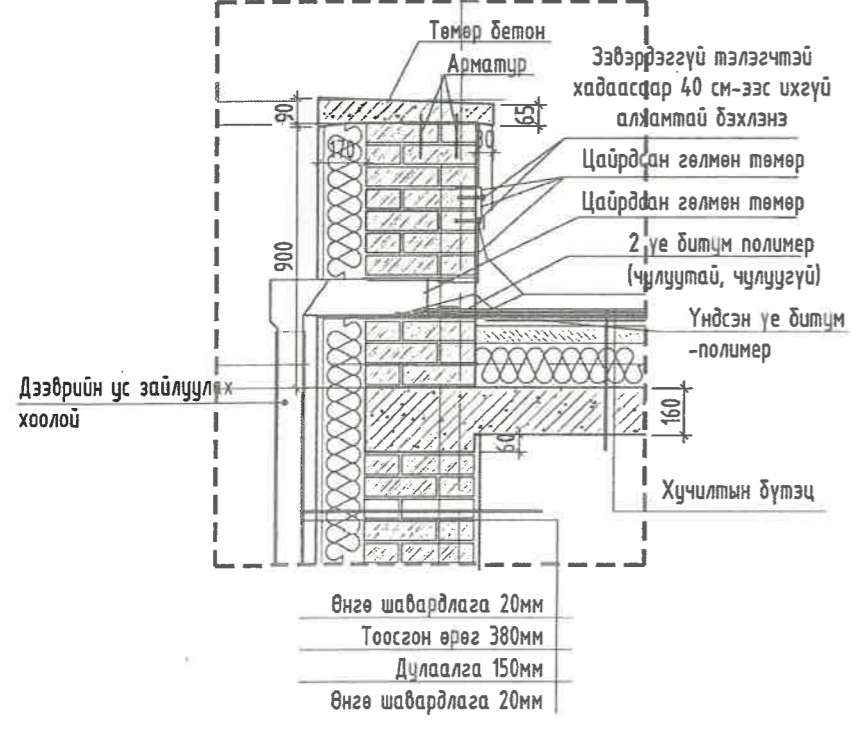 Төмөр бетон
Арматур
Зэвэрдэггүй тэлэгчтэй
хадаасаар 40 см-ээс ихгүй
алхамтай бэхлэнэ
Цайрдсан гөлмөн төмөр
Цайрдсан гөлмөн төмөр
2 үе битум полимер
(чулуутай, чулуугүй)
Үндсэн үе битум
-полимер
90
65
170
80
900
Дээврийн ус зайлуулах
хоолой
160
60
Хучилтын бүтэц
Өнгө шавардлага 20мм
Тоосгон өрөг 380мм
Дулаалга 150мм
Өнгө шавардлага 20мм